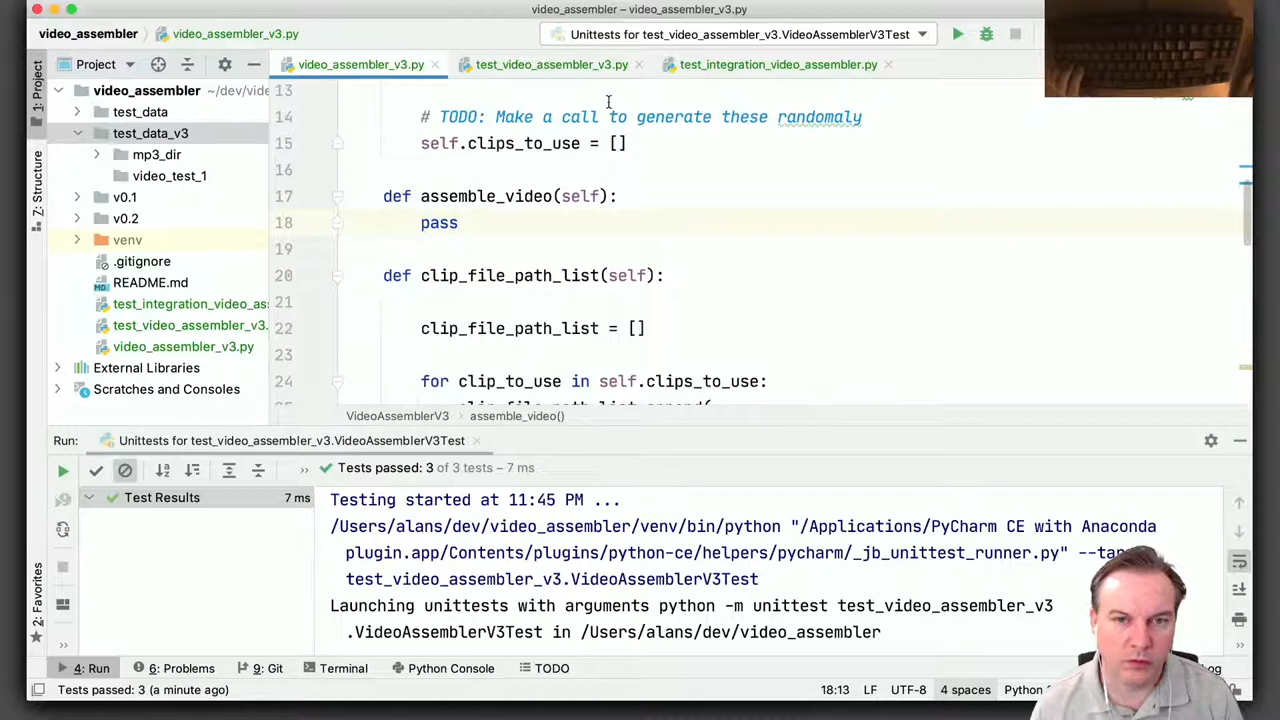 video_assembler – video_assembler_v3.py
video_assembler
video_assembler_v3.py
Unittests for test_video_assembler_v3.VideoAssemblerV3Test
1: Project
Project
video_assembler_v3.py
test_video_assembler_v3.py
test_integration_video_assembler.py
video_assembler ~/dev/vide
test_data
test_data_v3
mp3_dir
video_test_1
v0.1
v0.2
venv
.gitignore
README.md
test_integration_video_as
test_video_assembler_v3.
video_assembler_v3.py
External Libraries
Scratches and Consoles
Z: Structure
2: Favorites
13
14 # TODO: Make a call to generate these randomaly
15 self.clips_to_use = []
16
17 def assemble_video(self):
18 pass
19
20 def clip_file_path_list(self):
21
22 clip_file_path_list = []
23
24 for clip_to_use in self.clips_to_use:
VideoAssemblerV3 assemble_video()
Run: Unittests for test_video_assembler_v3.VideoAssemblerV3Test
Tests passed: 3 of 3 tests – 7 ms
Test Results 7 ms
Testing started at 11:45 PM ...
/Users/alans/dev/video_assembler/venv/bin/python "/Applications/PyCharm CE with Anaconda
plugin.app/Contents/plugins/python-ce/helpers/pycharm/_jb_unittest_runner.py"
test_video_assembler_v3.VideoAssemblerV3Test
Launching unittests with arguments python -m unittest test_video_assembler_v3
.VideoAssemblerV3Test in /Users/alans/dev/video_assembler
4: Run 6: Problems 9: Git Terminal Python Console TODO
Tests passed: 3 (a minute ago)
18:13 LF UTF-8 4 spaces Python